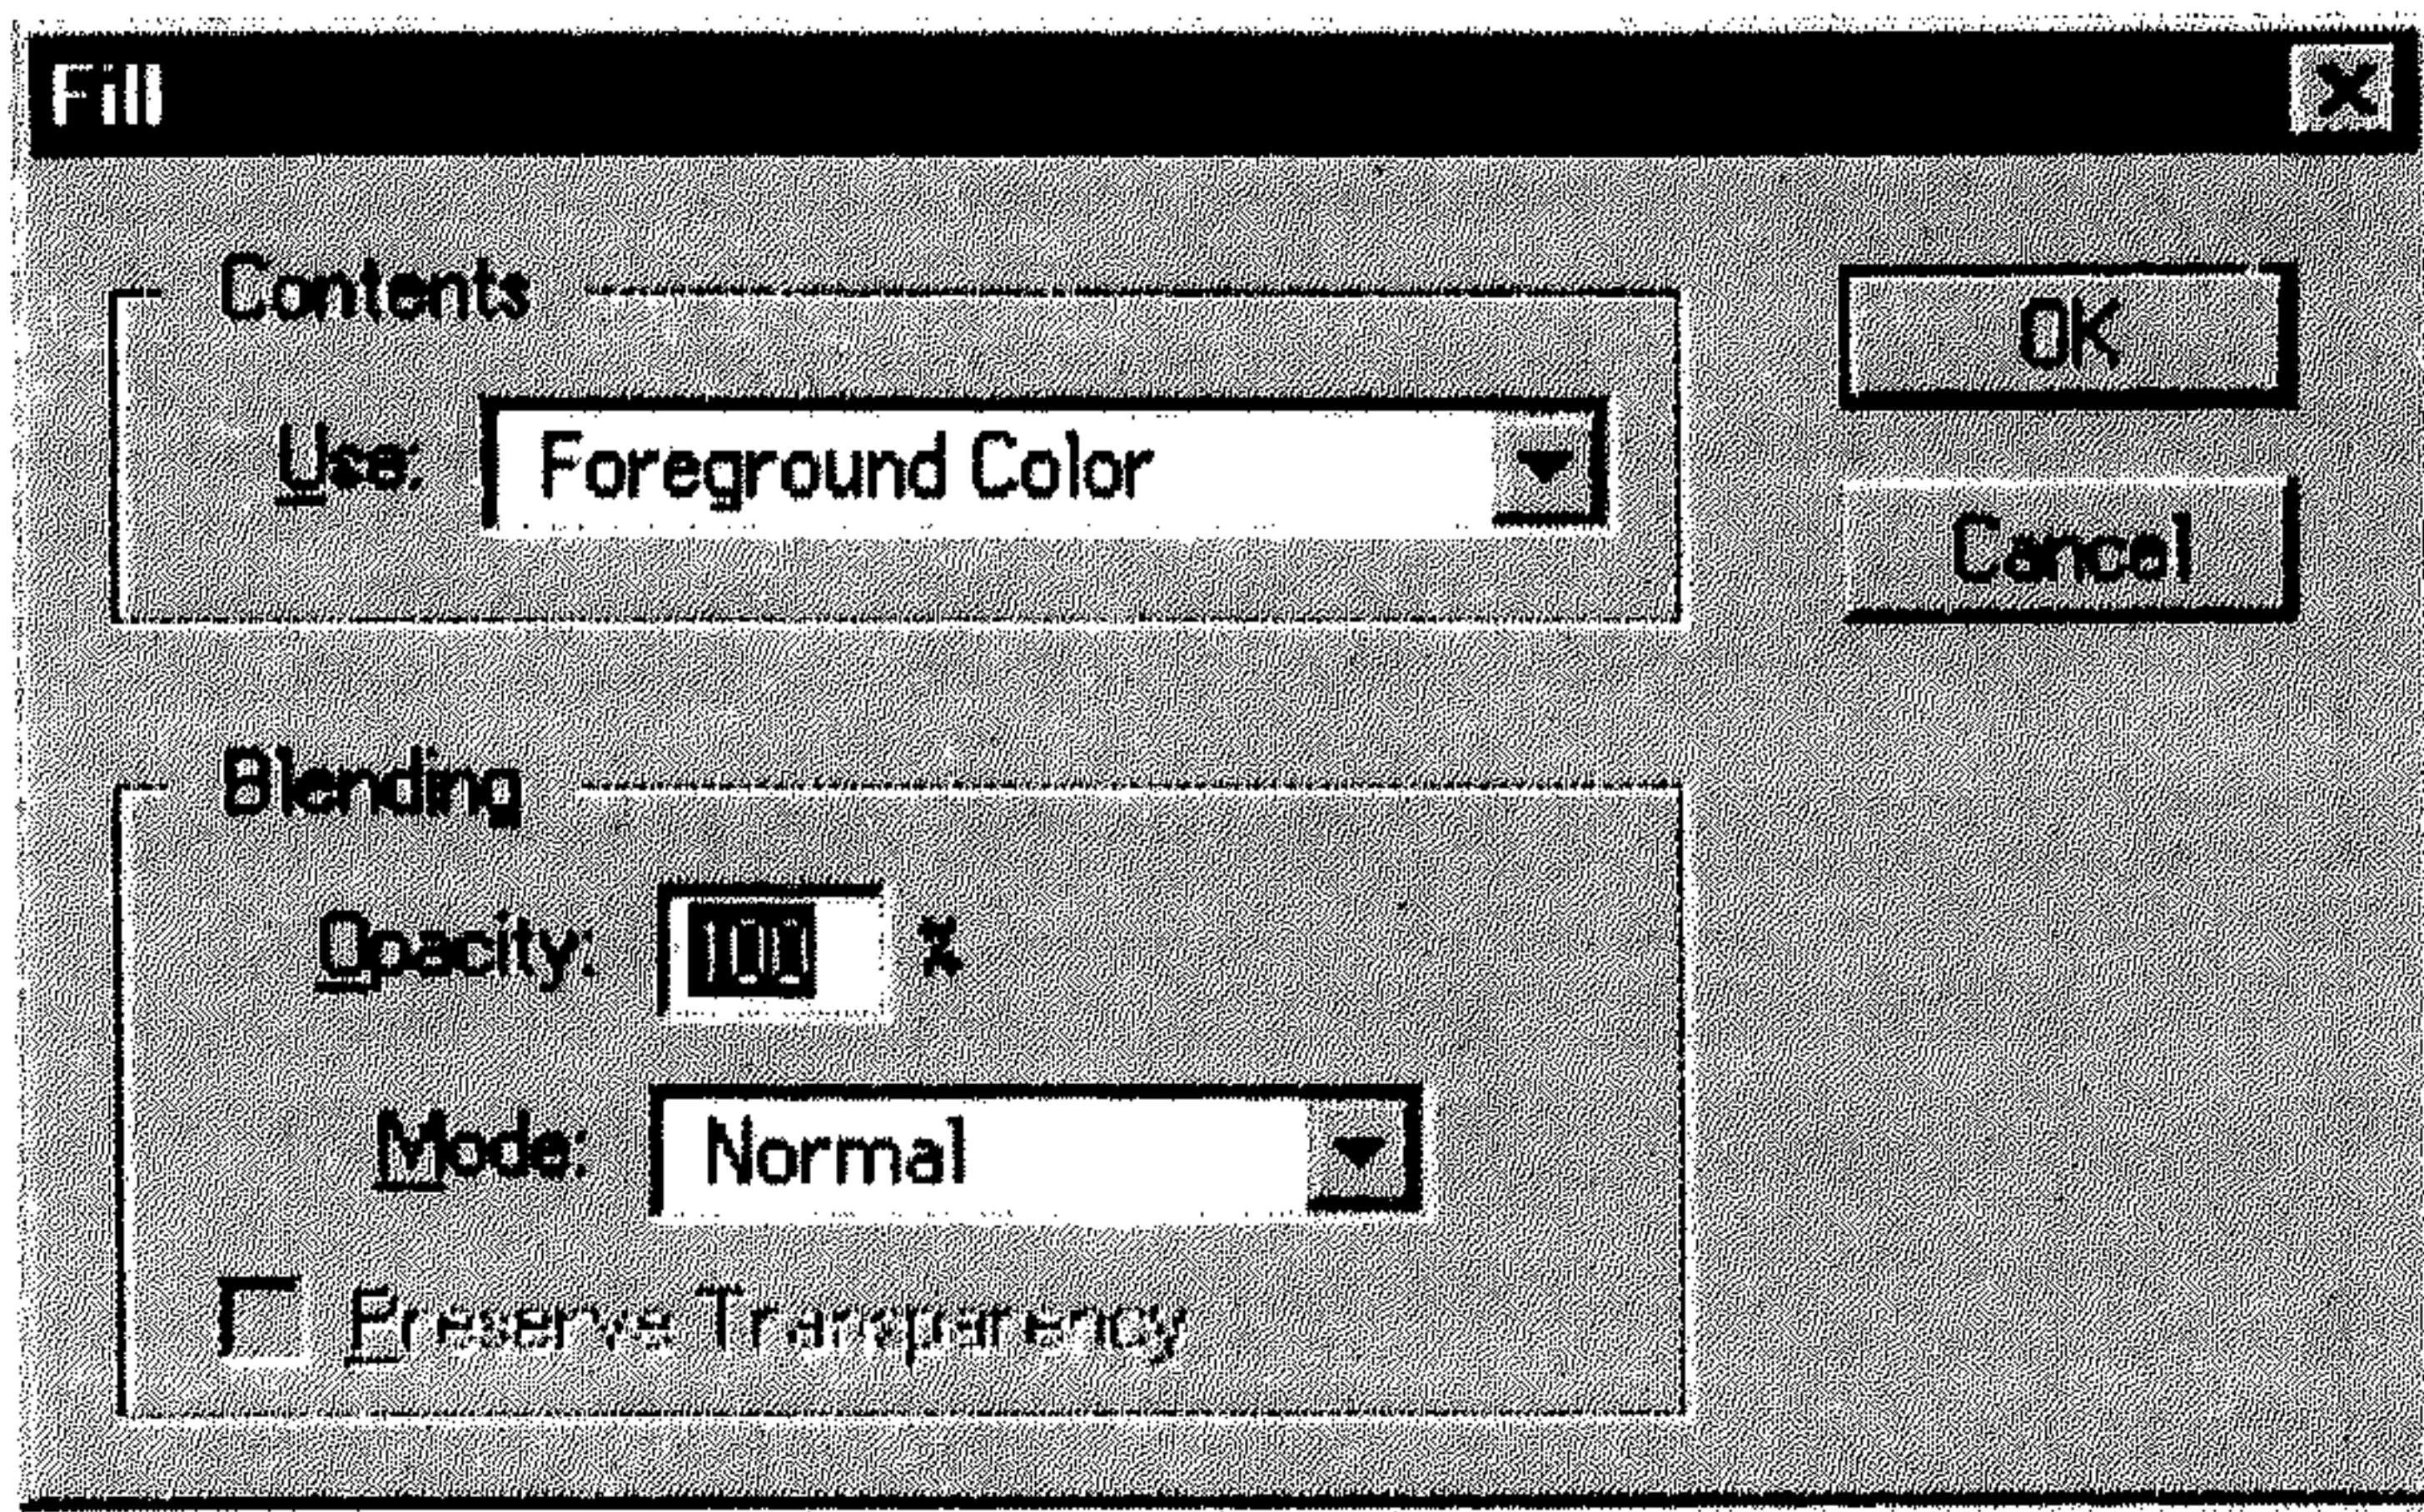 Fill
Contents
Use: Foreground Color
OK
Cancel
Blending
Opacity: 100 %
Mode: Normal
Preserve Transparency